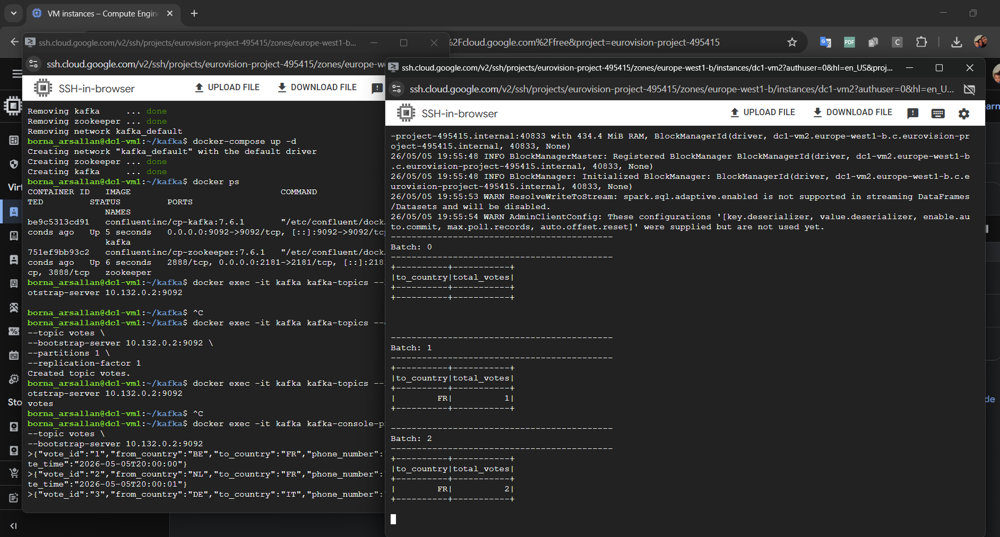 VM instances – Compute Engin
ssh.cloud.google.com/v2/ssh/projects/eurovision-project-495415/zones/europe-west1-b...
%2Fcloud.google.com%2Ffree&project=eurovision-project-495415
ssh.cloud.google.com/v2/ssh/projects/eurovision-project-495415/zones/europe-w
SSH-in-browser
UPLOAD FILE
DOWNLOAD FILE
Virt
Sto
Removing kafka     ... done
Removing zookeeper ... done
Removing network kafka_default
borna_arsallan@dc1-vm1:~/kafka$ docker-compose up -d
Creating network "kafka_default" with the default driver
Creating zookeeper ... done
Creating kafka     ... done
borna_arsallan@dc1-vm1:~/kafka$ docker ps
CONTAINER ID   IMAGE                             COMMAND
TED         STATUS         PORTS
NAMES
be9c5313cd91   confluentinc/cp-kafka:7.6.1       "/etc/confluent/dock
conds ago   Up 5 seconds   0.0.0.0:9092->9092/tcp, [::]:9092->9092/tcp
kafka
751ef9bb93c2   confluentinc/cp-zookeeper:7.6.1   "/etc/confluent/dock
conds ago   Up 6 seconds   2888/tcp, 0.0.0.0:2181->2181/tcp, [::]:218
cp, 3888/tcp   zookeeper
borna_arsallan@dc1-vm1:~/kafka$ docker exec -it kafka kafka-topics --
otstrap-server 10.132.0.2:9092
borna_arsallan@dc1-vm1:~/kafka$ ^C
borna_arsallan@dc1-vm1:~/kafka$ docker exec -it kafka kafka-topics --
--topic votes \
--bootstrap-server 10.132.0.2:9092 \
--partitions 1 \
--replication-factor 1
Created topic votes.
borna_arsallan@dc1-vm1:~/kafka$ docker exec -it kafka kafka-topics --
otstrap-server 10.132.0.2:9092
votes
borna_arsallan@dc1-vm1:~/kafka$ ^C
borna_arsallan@dc1-vm1:~/kafka$ docker exec -it kafka kafka-console-p
--topic votes \
--bootstrap-server 10.132.0.2:9092
>{"vote_id":"1","from_country":"BE","to_country":"FR","phone_number":
te_time":"2026-05-05T20:00:00"}
>{"vote_id":"2","from_country":"NL","to_country":"FR","phone_number":
te_time":"2026-05-05T20:00:01"}
>{"vote_id":"3","from_country":"DE","to_country":"IT","phone_number":
ssh.cloud.google.com/v2/ssh/projects/eurovision-project-495415/zones/europe-west1-b/instances/dc1-vm2?authuser=0&hl=en_US&proj...
ssh.cloud.google.com/v2/ssh/projects/eurovision-project-495415/zones/europe-west1-b/instances/dc1-vm2?authuser=0&hl=en_U...
SSH-in-browser
UPLOAD FILE
DOWNLOAD FILE
-project-495415.internal:40833 with 434.4 MiB RAM, BlockManagerId(driver, dc1-vm2.europe-west1-b.c.eurovision-pr
oject-495415.internal, 40833, None)
26/05/05 19:55:48 INFO BlockManagerMaster: Registered BlockManager BlockManagerId(driver, dc1-vm2.europe-west1-b
.c.eurovision-project-495415.internal, 40833, None)
26/05/05 19:55:48 INFO BlockManager: Initialized BlockManager: BlockManagerId(driver, dc1-vm2.europe-west1-b.c.e
urovision-project-495415.internal, 40833, None)
26/05/05 19:55:53 WARN ResolveWriteToStream: spark.sql.adaptive.enabled is not supported in streaming DataFrames
/Datasets and will be disabled.
26/05/05 19:55:54 WARN AdminClientConfig: These configurations '[key.deserializer, value.deserializer, enable.au
to.commit, max.poll.records, auto.offset.reset]' were supplied but are not used yet.
-------------------------------------------
Batch: 0
-------------------------------------------
+----------+-----------+
|to_country|total_votes|
+----------+-----------+
+----------+-----------+
-------------------------------------------
Batch: 1
-------------------------------------------
+----------+-----------+
|to_country|total_votes|
+----------+-----------+
|        FR|          1|
+----------+-----------+
-------------------------------------------
Batch: 2
-------------------------------------------
+----------+-----------+
|to_country|total_votes|
+----------+-----------+
|        FR|          2|
+----------+-----------+
earn
de
PDF
C